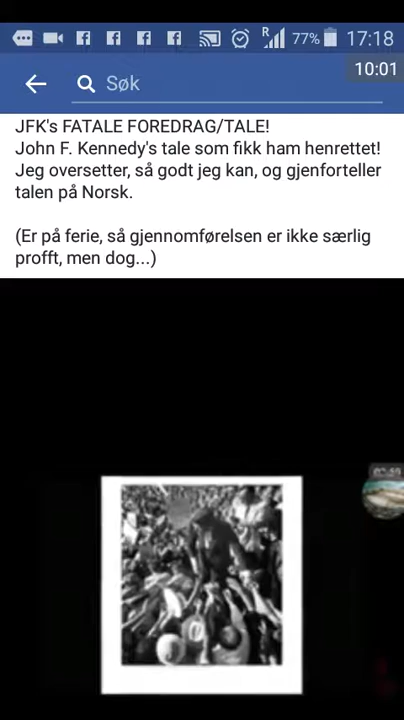 R
77%
17:18
10:01
Søk
JFK's FATALE FOREDRAG/TALE!
John F. Kennedy's tale som fikk ham henrettet!
Jeg oversetter, så godt jeg kan, og gjenforteller
talen på Norsk.
(Er på ferie, så gjennomførelsen er ikke særlig
profft, men dog...)